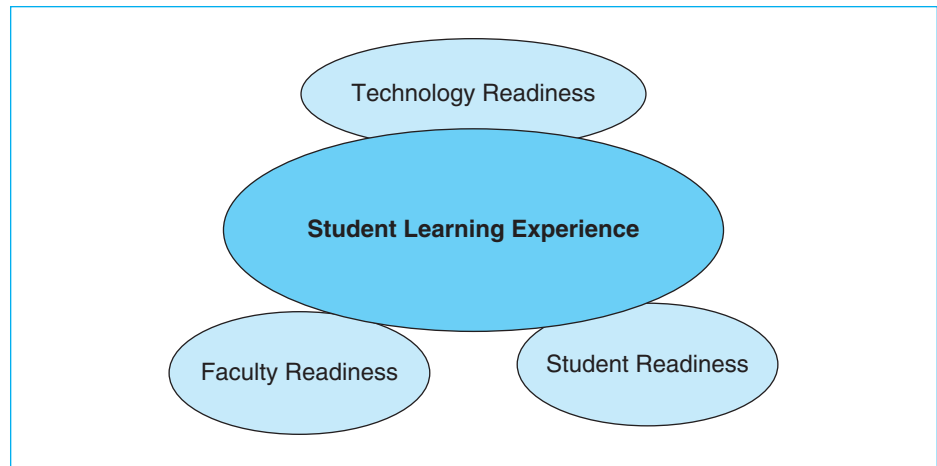 Technology Readiness
Student Learning Experience
Faculty Readiness
Student Readiness